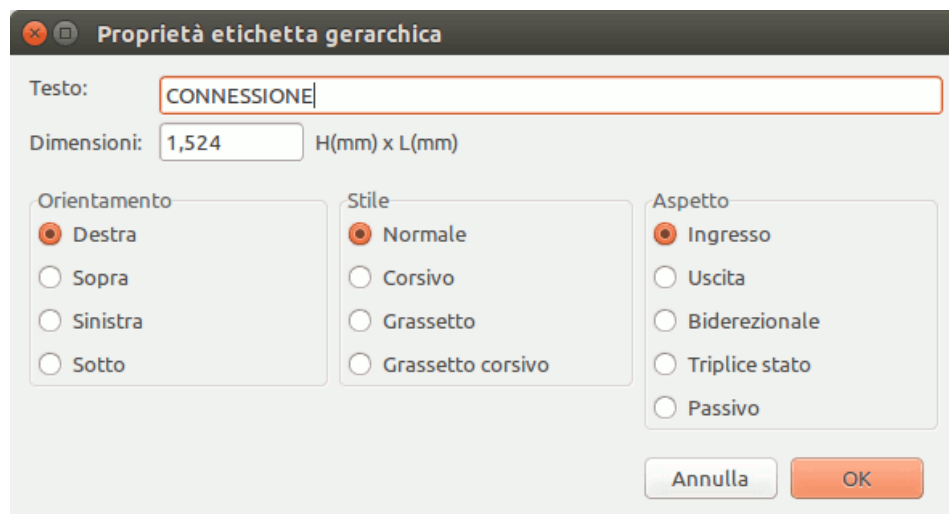 Proprietà etichetta gerarchica
Testo: CONNESSIONE
Dimensioni: 1,524 H(mm) x L(mm)
Orientamento
Destra
Sopra
Sinistra
Sotto
Stile
Normale
Corsivo
Grassetto
Grassetto corsivo
Aspetto
Ingresso
Uscita
Biderezionale
Triplice stato
Passivo
Annulla OK